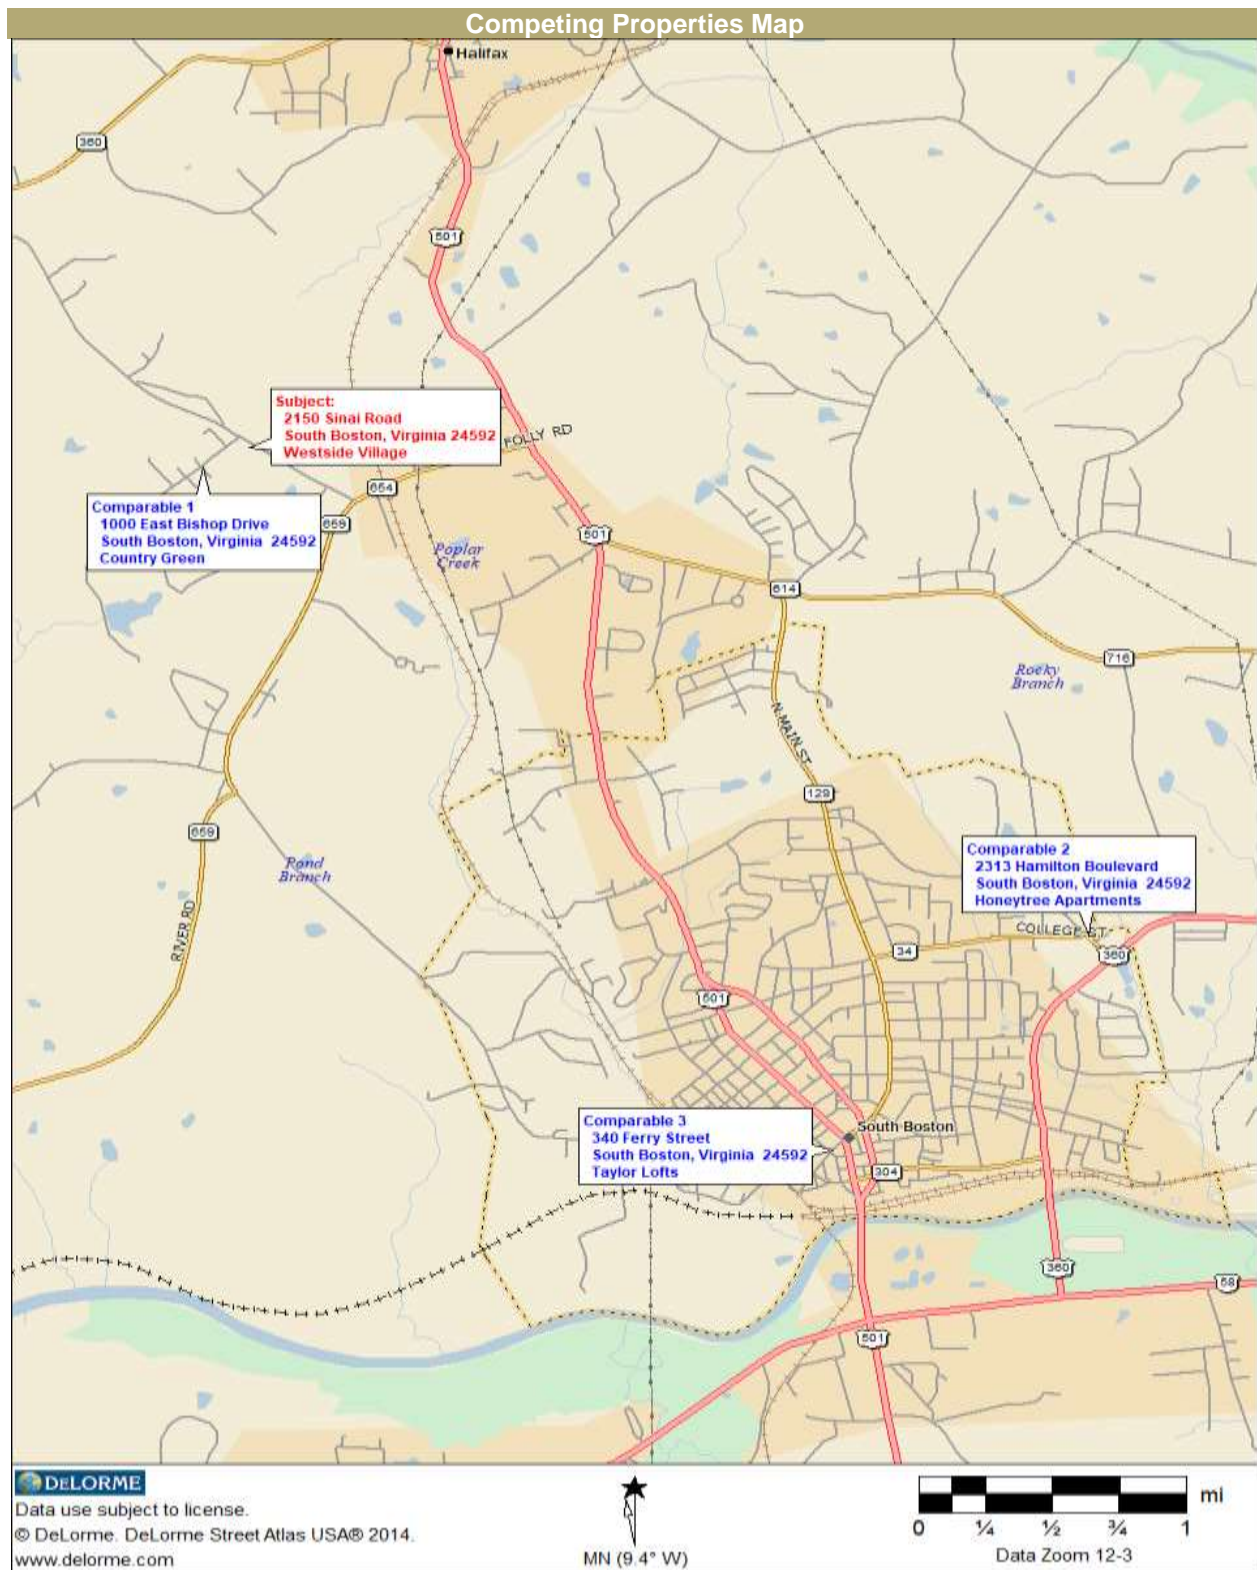 Competing Properties Map
Halifax
360
501
Subject:
2150 Sinai Road
South Boston, Virginia 24592
Westside Village
FOLLY RD
654
Comparable 1
1000 East Bishop Drive
South Boston, Virginia 24592
Country Green
659
501
Poplar
Creek
614
716
Rocky
Branch
N MAIN ST
129
659
Pond
Branch
RIVER RD
Comparable 2
2313 Hamilton Boulevard
South Boston, Virginia 24592
Honeytree Apartments
COLLEGE ST
34
360
501
Comparable 3
340 Ferry Street
South Boston, Virginia 24592
Taylor Lofts
South Boston
304
360
58
501
DELORME
Data use subject to license.
© DeLorme. DeLorme Street Atlas USA® 2014.
www.delorme.com
MN (9.4° W)
mi
0 ¼ ½ ¾ 1
Data Zoom 12-3